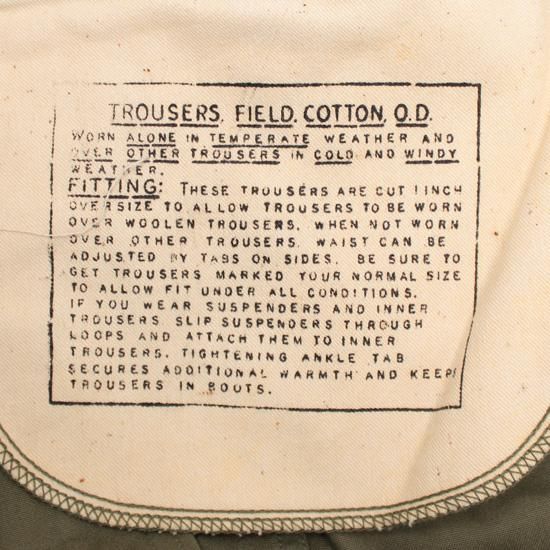 TROUSERS, FIELD, COTTON, O.D.
WORN ALONE IN TEMPERATE WEATHER AND
OVER OTHER TROUSERS IN COLD AND WINDY
WEATHER.
FITTING: THESE TROUSERS ARE CUT 1 INCH
OVERSIZE TO ALLOW TROUSERS TO BE WORN
OVER WOOLEN TROUSERS. WHEN NOT WORN
OVER OTHER TROUSERS. WAIST CAN BE
ADJUSTED BY TABS ON SIDES. BE SURE TO
GET TROUSERS MARKED YOUR NORMAL SIZE
TO ALLOW FIT UNDER ALL CONDITIONS.
IF YOU WEAR SUSPENDERS AND INNER
TROUSERS SLIP SUSPENDERS THROUGH
LOOPS AND ATTACH THEM TO INNER
TROUSERS. TIGHTENING ANKLE TAB
SECURES ADDITIONAL WARMTH AND KEEPS
TROUSERS IN BOOTS.